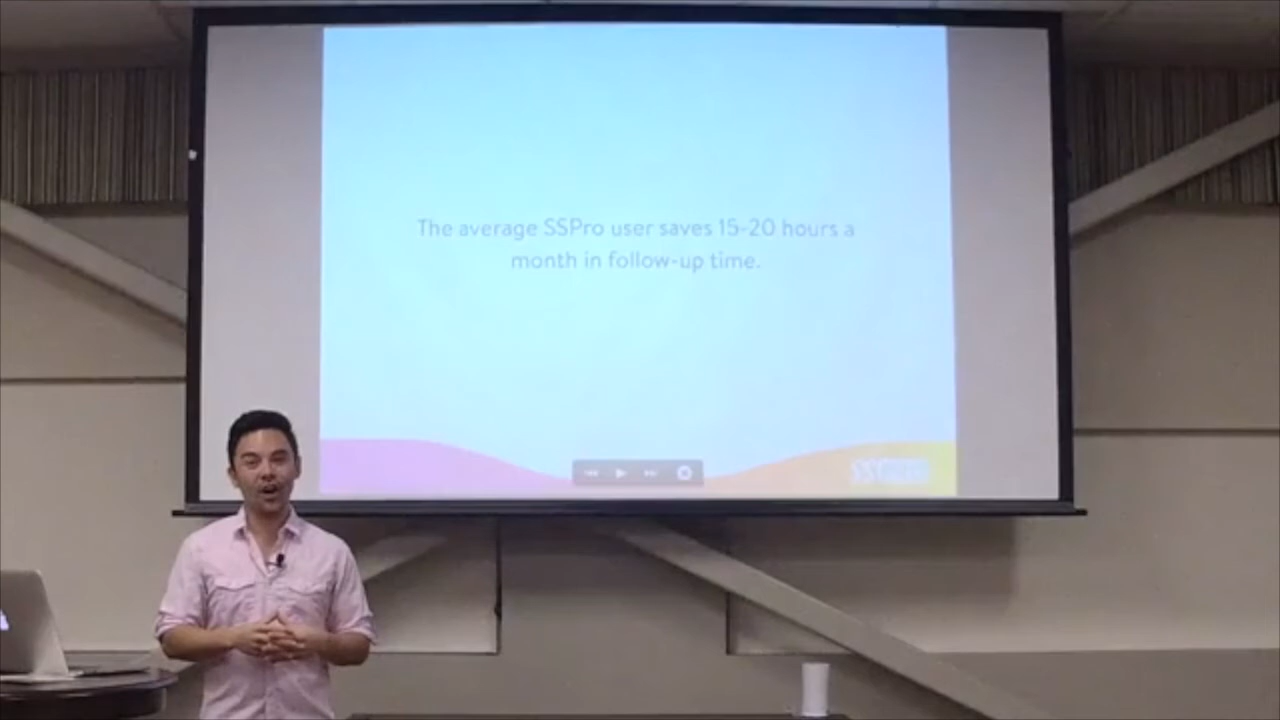 The average SSPro user saves 15-20 hours a
month in follow-up time.